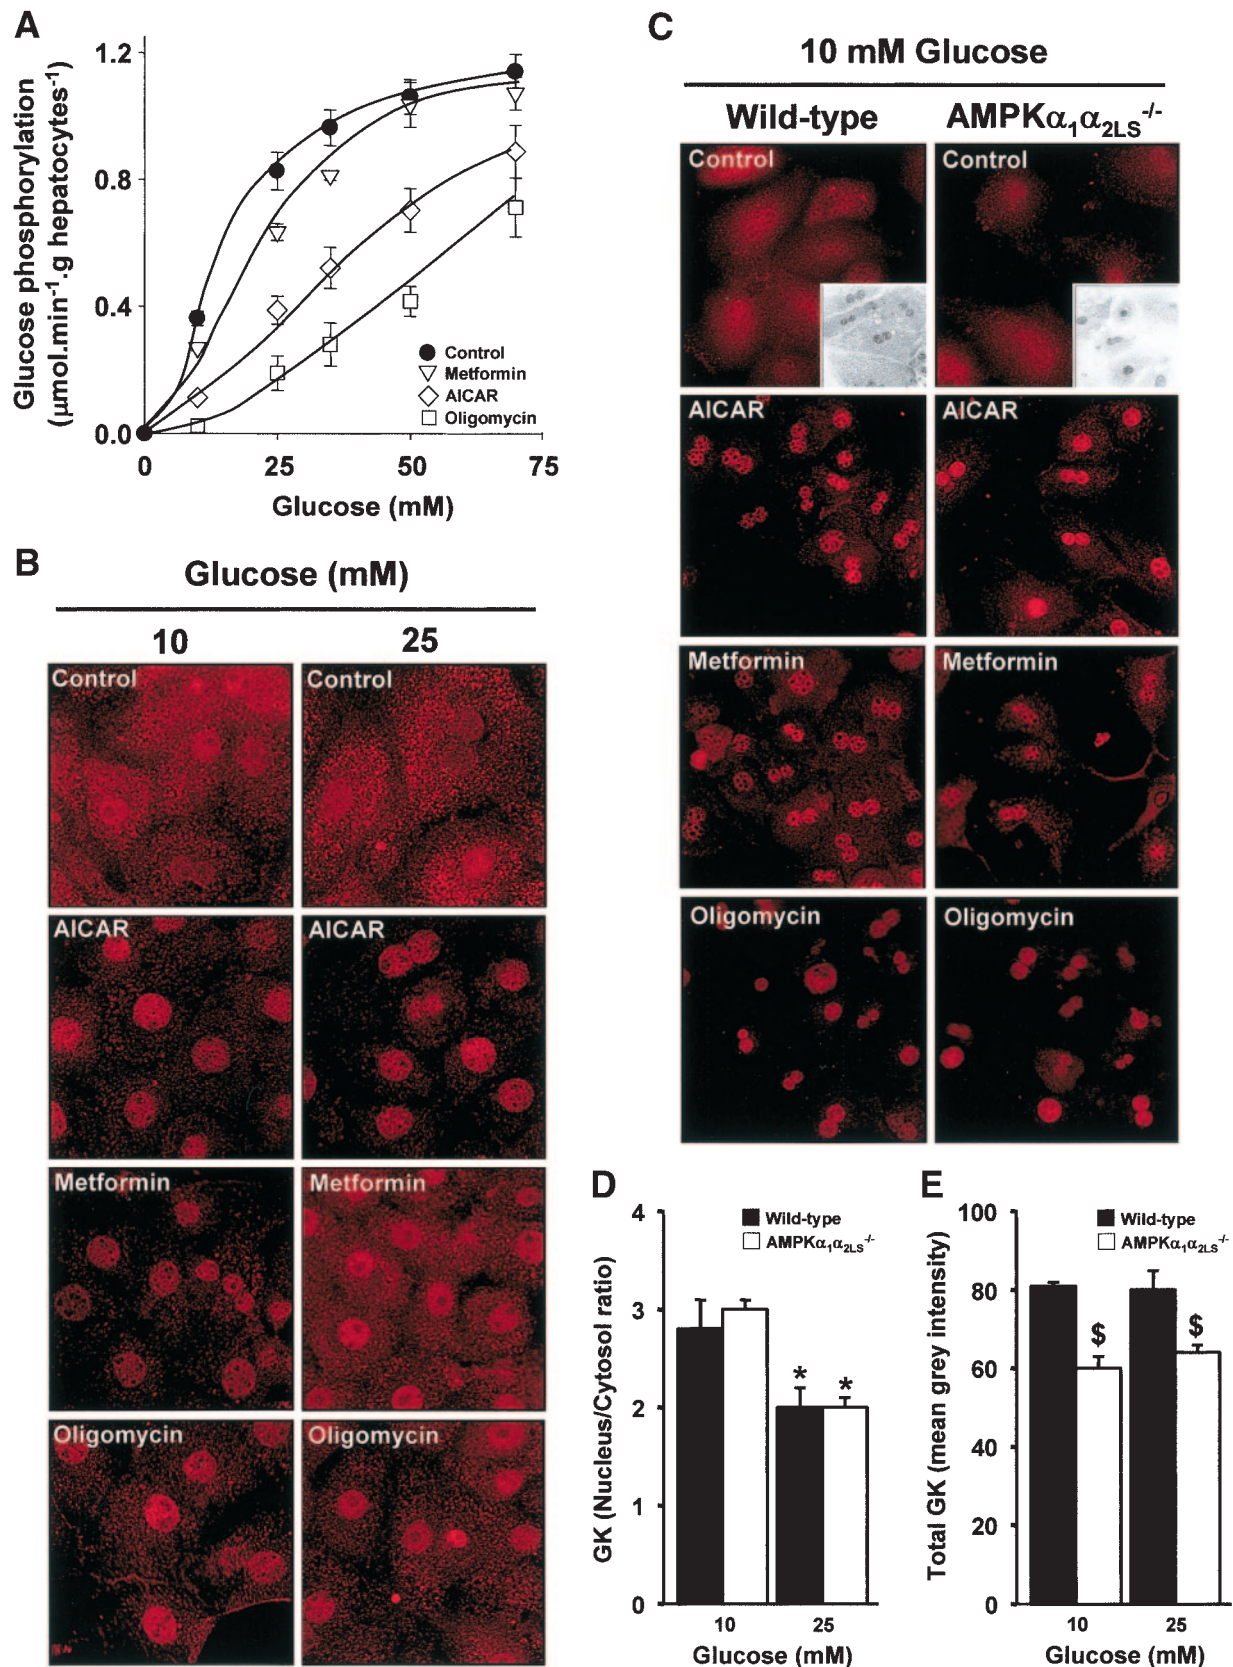 A
Glucose phosphorylation
(μmol.min⁻¹.g hepatocytes⁻¹)
1.2
0.8
0.4
0.0
Control
Metformin
AICAR
Oligomycin
0 25 50 75
Glucose (mM)
B
Glucose (mM)
10 25
Control Control
AICAR AICAR
Metformin Metformin
Oligomycin Oligomycin
C
10 mM Glucose
Wild-type AMPKα₁α₂LS⁻/⁻
Control Control
AICAR AICAR
Metformin Metformin
Oligomycin Oligomycin
D
GK (Nucleus/Cytosol ratio)
4
3
2
1
0
Wild-type
AMPKα₁α₂LS⁻/⁻
* *
10 25
Glucose (mM)
E
Total GK (mean grey intensity)
100
80
60
40
20
0
Wild-type
AMPKα₁α₂LS⁻/⁻
$ $
10 25
Glucose (mM)